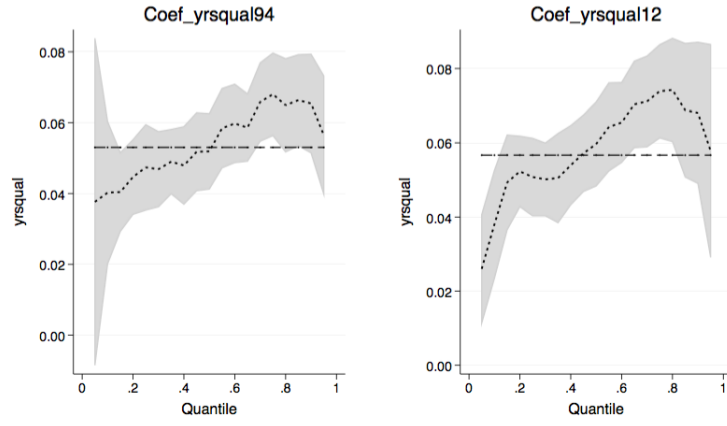 Coef_yrsqual94
yrsqual
0.08
0.06
0.04
0.02
0.00
0 .2 .4 .6 .8 1
Quantile
Coef_yrsqual12
yrsqual
0.08
0.06
0.04
0.02
0.00
0 .2 .4 .6 .8 1
Quantile